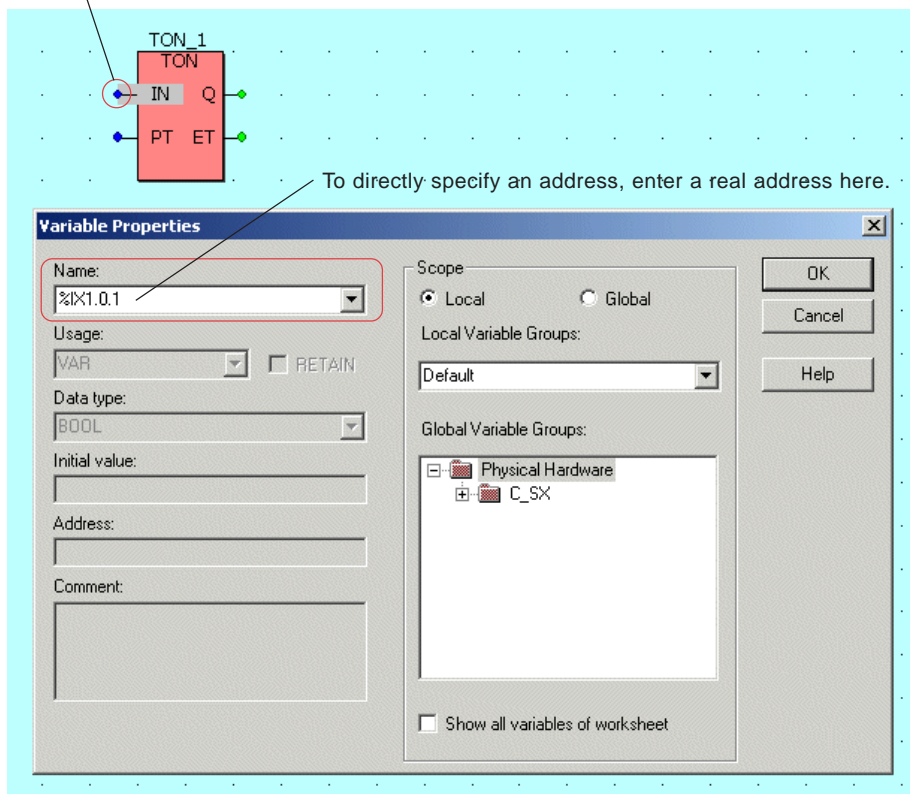 TON_1
TON
IN Q
PT ET
To directly specify an address, enter a real address here.
Variable Properties
Name:
%IX1.0.1
Usage:
VAR
RETAIN
Data type:
BOOL
Initial value:
Address:
Comment:
Scope
Local
Global
Local Variable Groups:
Default
Global Variable Groups:
Physical Hardware
C_SX
Show all variables of worksheet
OK
Cancel
Help